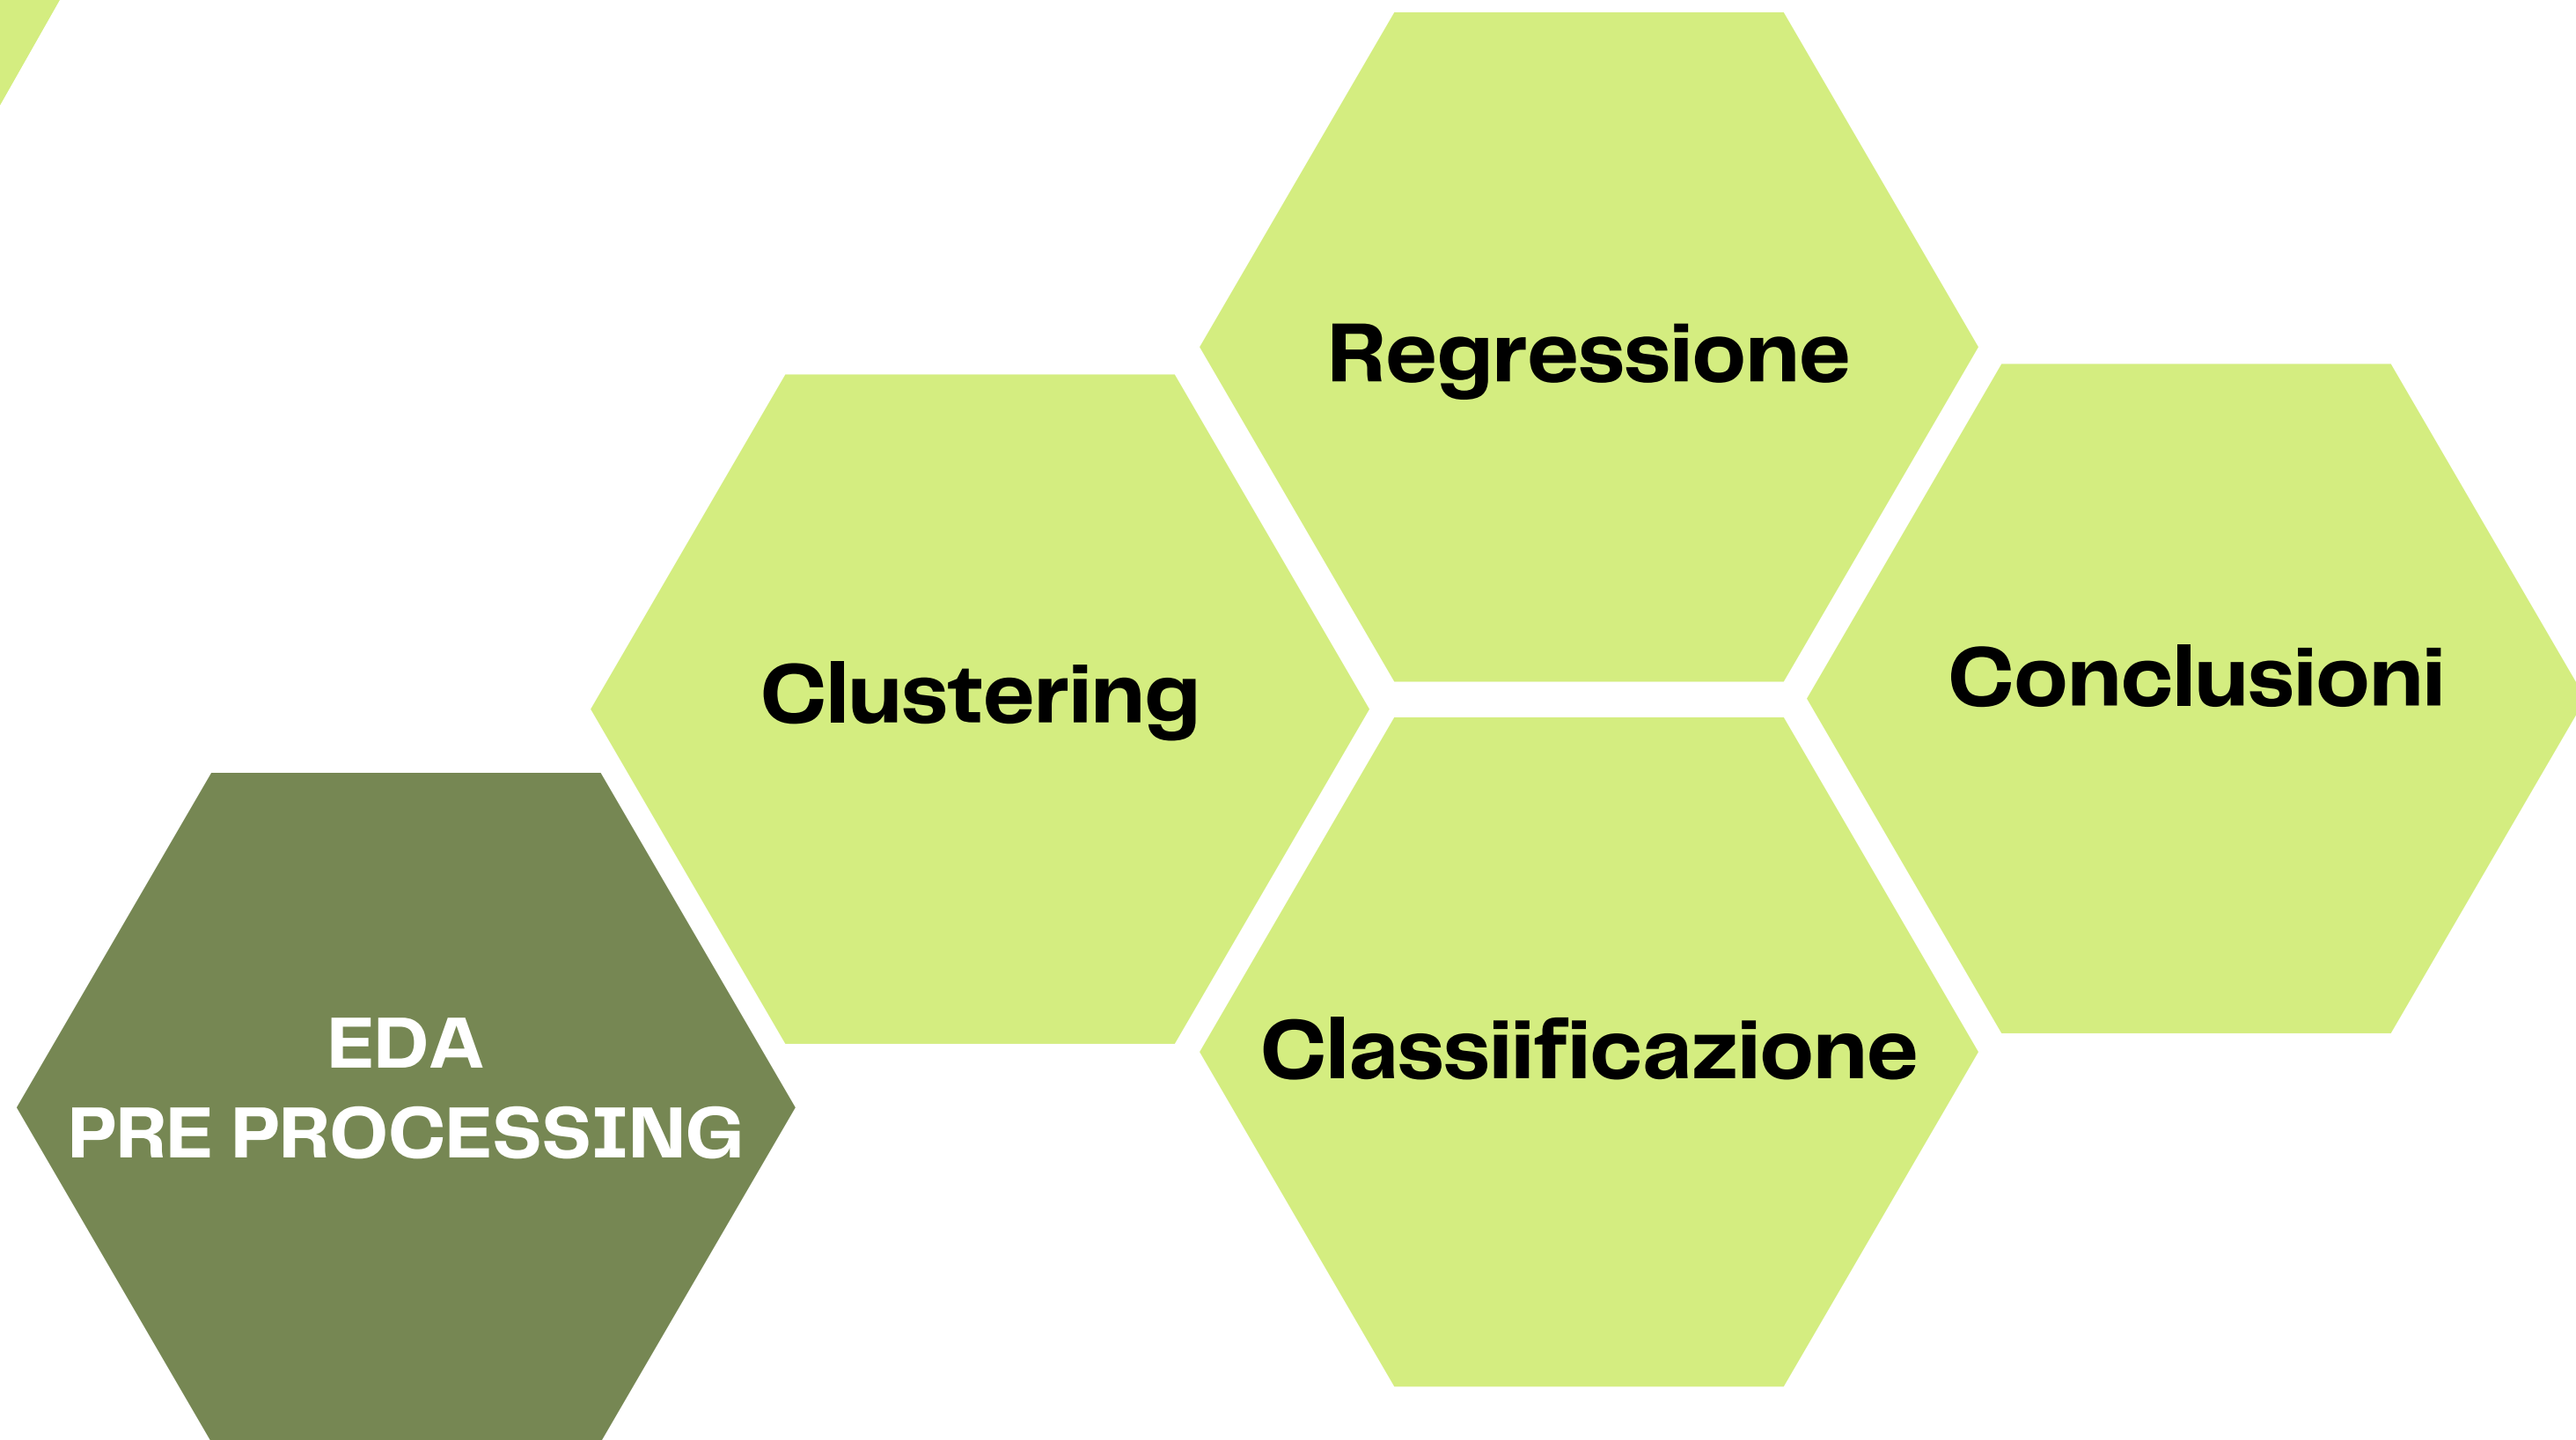 Regressione
Clustering
Conclusioni
EDA
PRE PROCESSING
Classiificazione